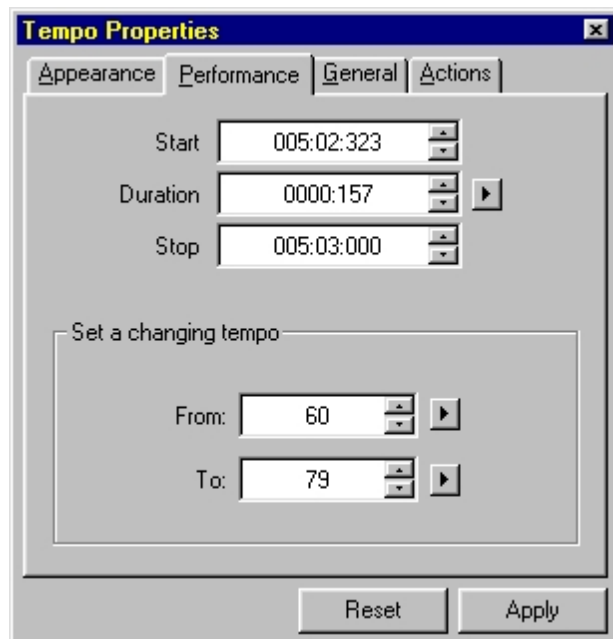 Tempo Properties
Appearance Performance General Actions
Start 005:02:323
Duration 0000:157
Stop 005:03:000
Set a changing tempo
From: 60
To: 79
Reset Apply